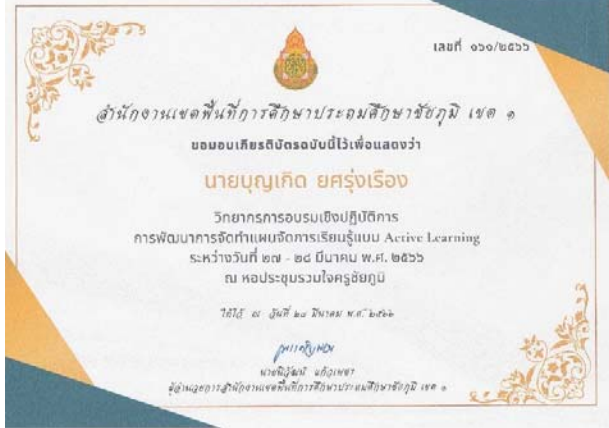 เลขที่ ๑๖๑/๒๕๖๖
สำนักงานเขตพื้นที่การศึกษาประถมศึกษาชัยภูมิ เขต ๑
ขอมอบเกียรติบัตรฉบับนี้ไว้เพื่อแสดงว่า
นายบุญเกิด ยศรุ่งเรือง
วิทยากรการอบรมเชิงปฏิบัติการ
การพัฒนาการจัดทำแผนจัดการเรียนรู้แบบ Active Learning
ระหว่างวันที่ ๒๗ - ๒๘ มีนาคม พ.ศ. ๒๕๖๖
ณ หอประชุมรวมใจครูชัยภูมิ
ให้ไว้ ณ วันที่ ๒๘ มีนาคม พ.ศ. ๒๕๖๖
ผู้อำนวยการสำนักงานเขตพื้นที่การศึกษาประถมศึกษาชัยภูมิ เขต ๑